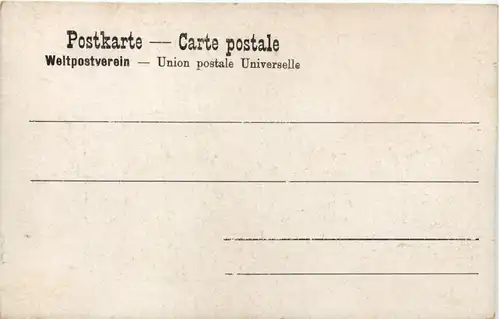 Postkarte — Carte postale
Weltpostverein — Union postale Universelle